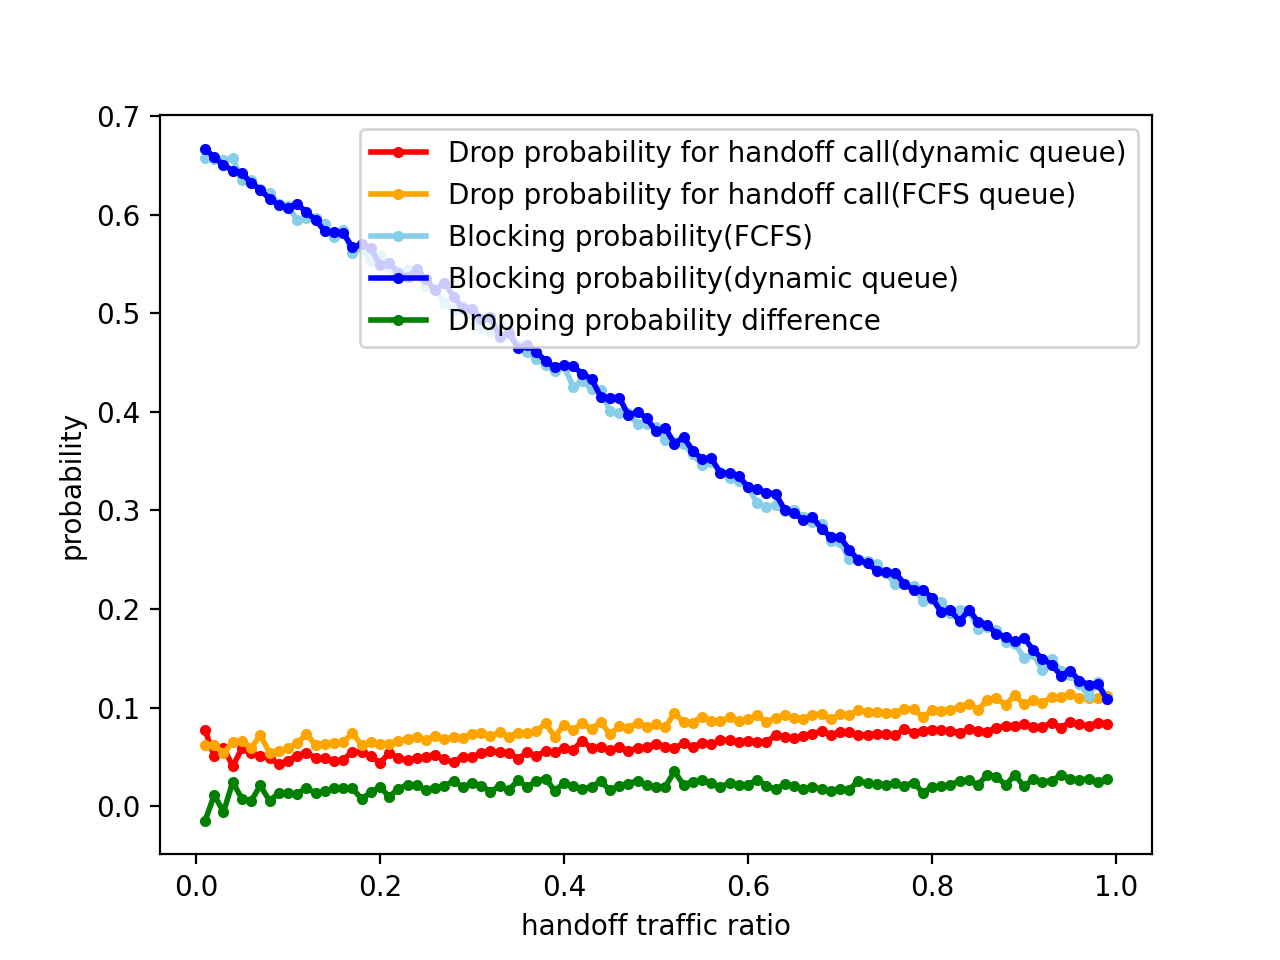 0.7
0.6
0.5
0.4
0.3
0.2
0.1
0.0
probability
Drop probability for handoff call(dynamic queue)
Drop probability for handoff call(FCFS queue)
Blocking probability(FCFS)
Blocking probability(dynamic queue)
Dropping probability difference
0.0 0.2 0.4 0.6 0.8 1.0
handoff traffic ratio